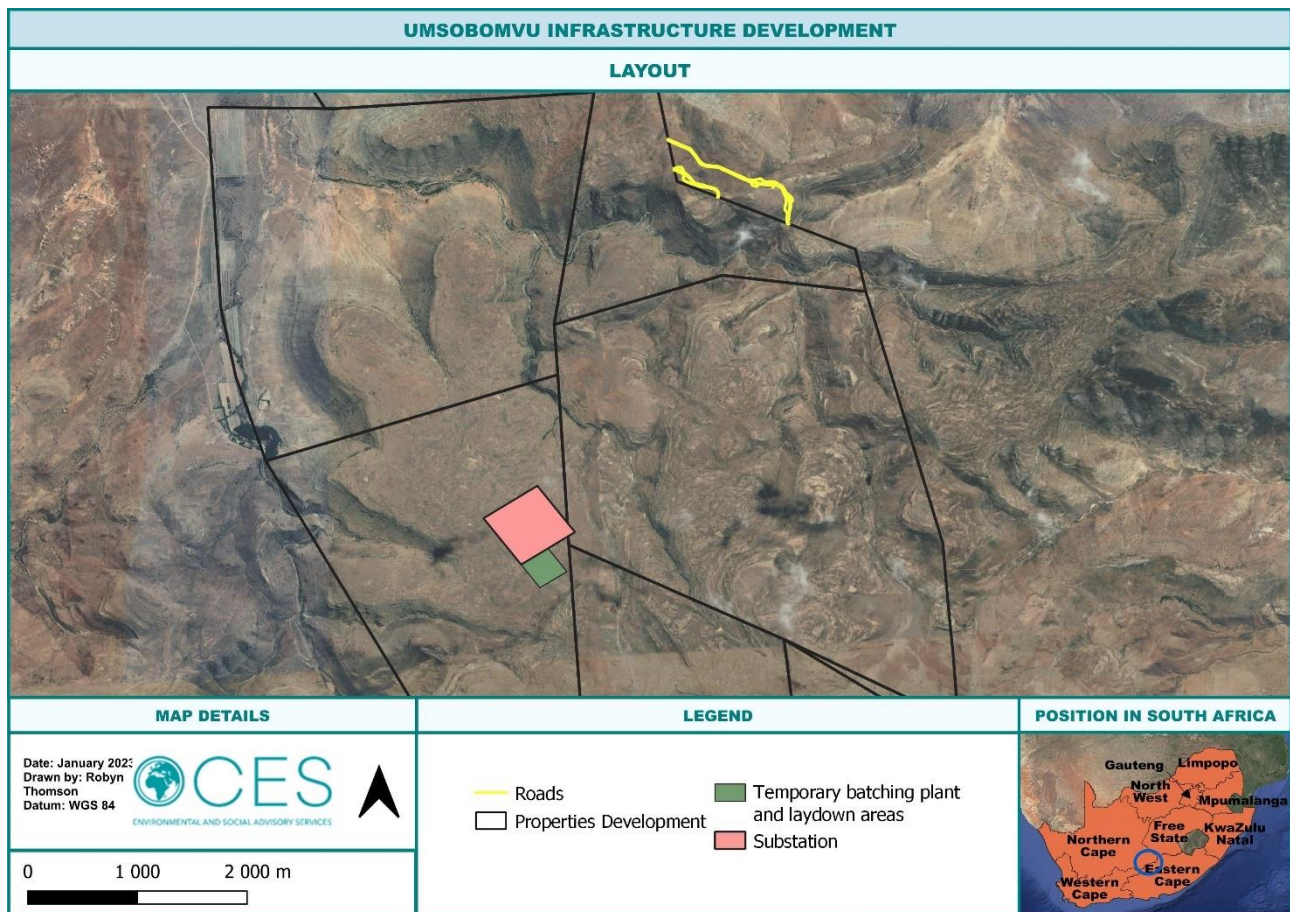 UMSOBOMVU INFRASTRUCTURE DEVELOPMENT
LAYOUT
MAP DETAILS
Date: January 2023
Drawn by: Robyn
Thomson
Datum: WGS 84
CES
ENVIRONMENTAL AND SOCIAL ADVISORY SERVICES
0 1 000 2 000 m
LEGEND
Roads
Properties Development
Temporary batching plant
and laydown areas
Substation
POSITION IN SOUTH AFRICA
Limpopo
Gauteng
North
West
Mpumalanga
Free
State
KwaZulu
Natal
Northern
Cape
Eastern
Cape
Western
Cape